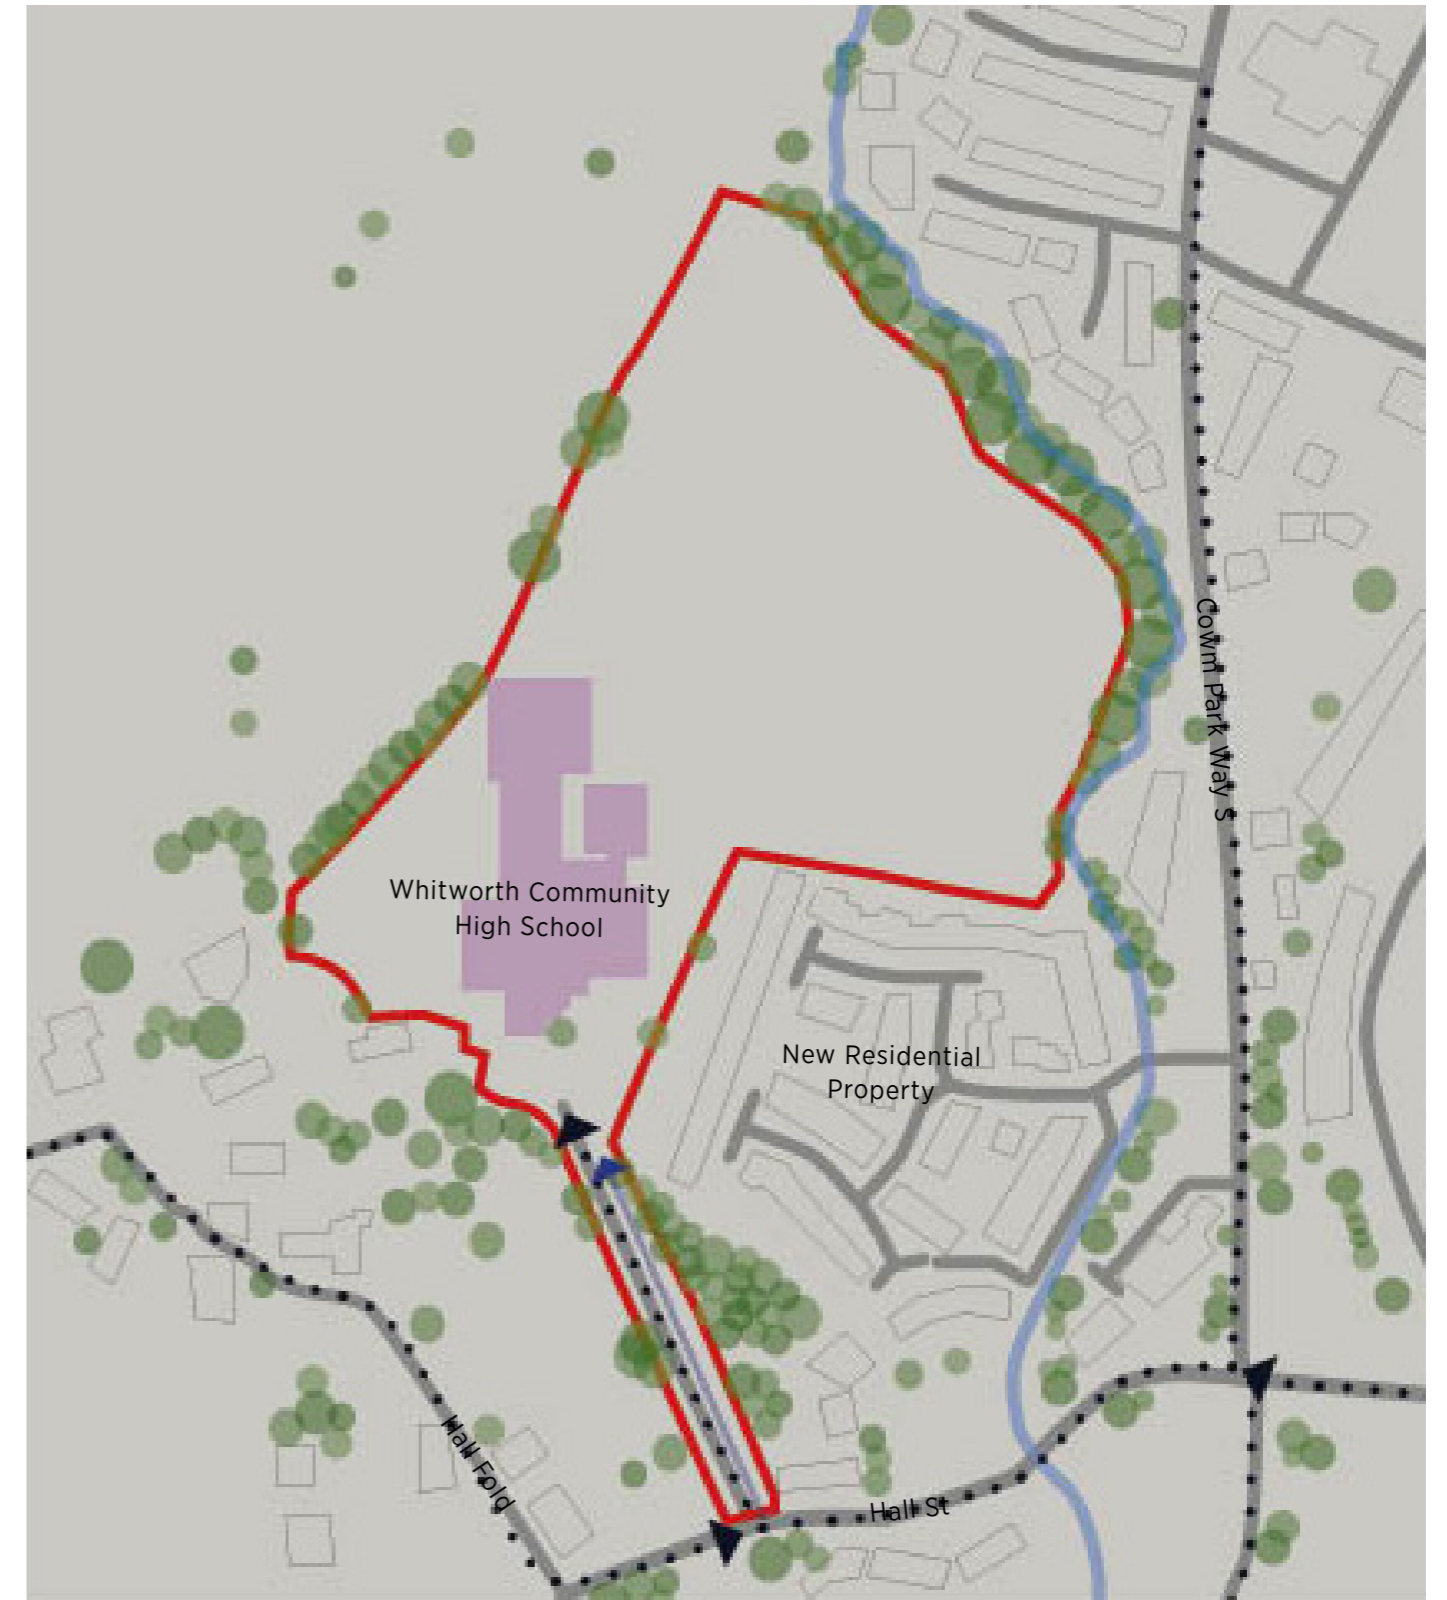 Cowm Park Way S
Whitworth Community
High School
New Residential
Property
Hall Fold
Hall St